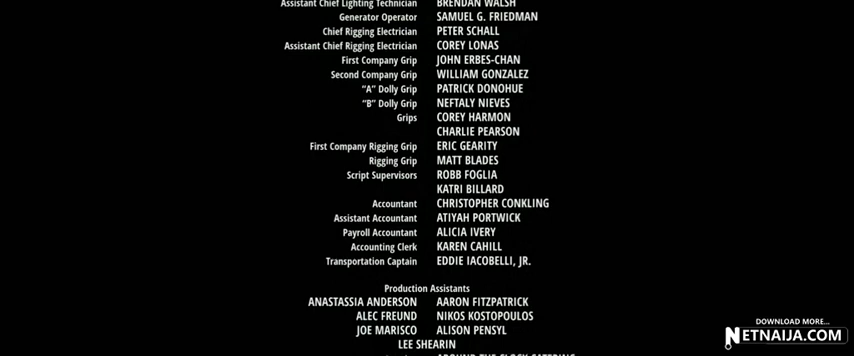 Assistant Chief Lighting Technician BRENDAN WALSH
Generator Operator SAMUEL G. FRIEDMAN
Chief Rigging Electrician PETER SCHALL
Assistant Chief Rigging Electrician COREY LONAS
First Company Grip JOHN ERBES-CHAN
Second Company Grip WILLIAM GONZALEZ
“A” Dolly Grip PATRICK DONOHUE
“B” Dolly Grip NEFTALY NIEVES
Grips COREY HARMON
CHARLIE PEARSON
First Company Rigging Grip ERIC GEARITY
Rigging Grip MATT BLADES
Script Supervisors ROBB FOGLIA
KATRI BILLARD
Accountant CHRISTOPHER CONKLING
Assistant Accountant ATIYAH PORTWICK
Payroll Accountant ALICIA IVERY
Accounting Clerk KAREN CAHILL
Transportation Captain EDDIE IACOBELLI, JR.
Production Assistants
ANASTASSIA ANDERSON AARON FITZPATRICK
ALEC FREUND NIKOS KOSTOPOULOS
JOE MARISCO ALISON PENSYL
LEE SHEARIN
AROUND THE CLOCK CATERING
DOWNLOAD MORE...
NETNAIJA.COM